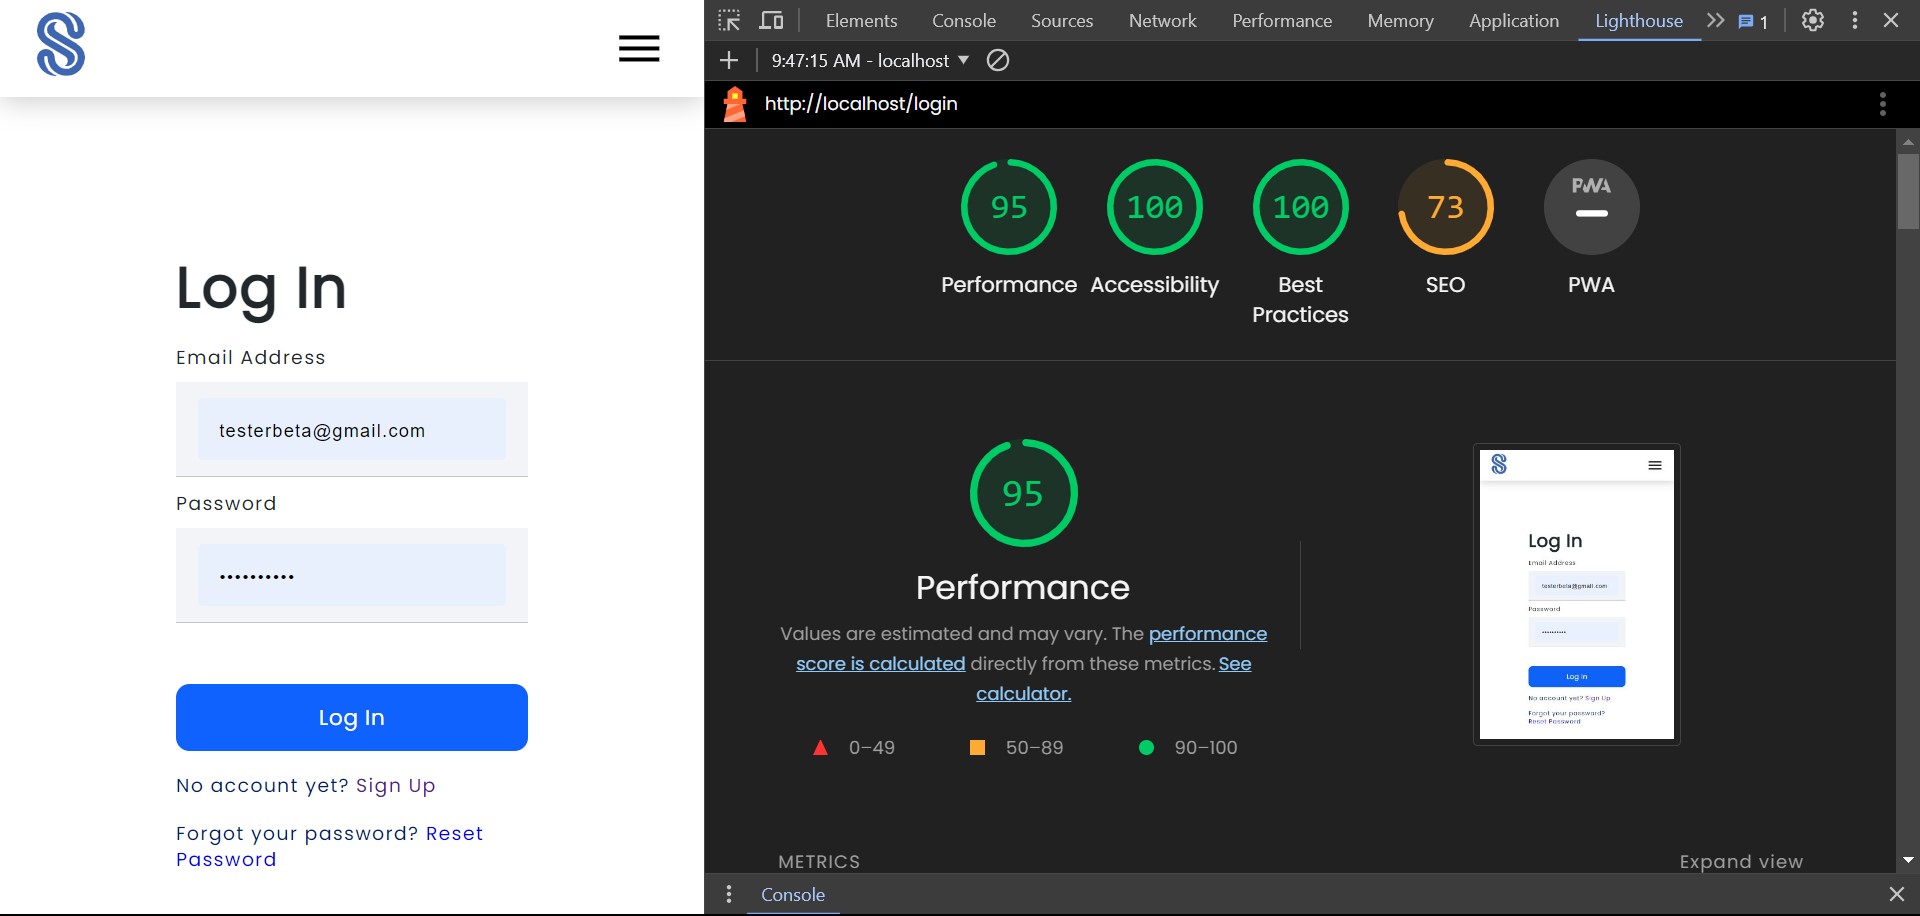 Log In
Email Address
testerbeta@gmail.com
Password
••••••••••
Log In
No account yet? Sign Up
Forgot your password? Reset
Password
Elements Console Sources Network Performance Memory Application Lighthouse 1
9:47:15 AM - localhost
http://localhost/login
95 100 100 73 PWA
Performance Accessibility Best
Practices SEO PWA
95
Performance
Values are estimated and may vary. The performance
score is calculated directly from these metrics. See
calculator.
0–49 50–89 90–100
Log In
Email Address
testerbeta@gmail.com
Password
••••••••••
Log In
No account yet? Sign Up
Forgot your password?
Reset Password
METRICS Expand view
Console